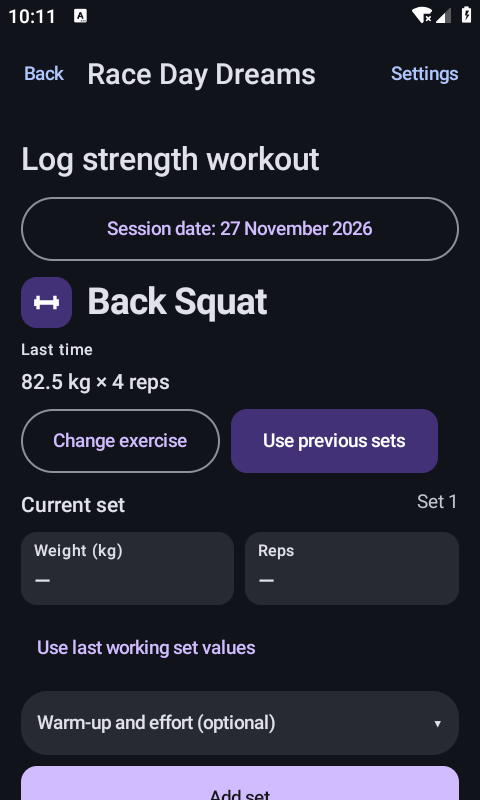 10:11
Back Race Day Dreams Settings
Log strength workout
Session date: 27 November 2026
Back Squat
Last time
82.5 kg × 4 reps
Change exercise Use previous sets
Current set Set 1
Weight (kg) Reps
– –
Use last working set values
Warm-up and effort (optional)
Add set